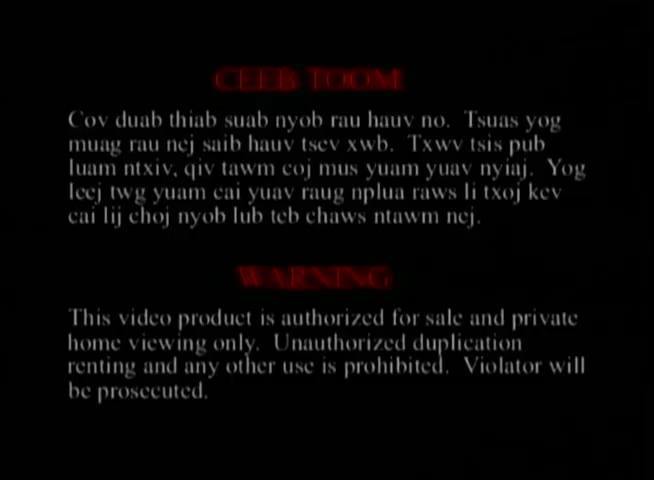 CEEB TOOM
Cov duab thiab suab nyob rau hauv no. Tsuas yog
muag rau nej saib hauv tsev xwb. Txwv tsis pub
luam ntxiv, qiv tawm coj mus yuam yuav nyiaj. Yog
leej twg yuam cai yuav raug nplua raws li txoj kev
cai lij choj nyob lub teb chaws ntawm nej.
WARNING
This video product is authorized for sale and private
home viewing only. Unauthorized duplication
renting and any other use is prohibited. Violator will
be prosecuted.